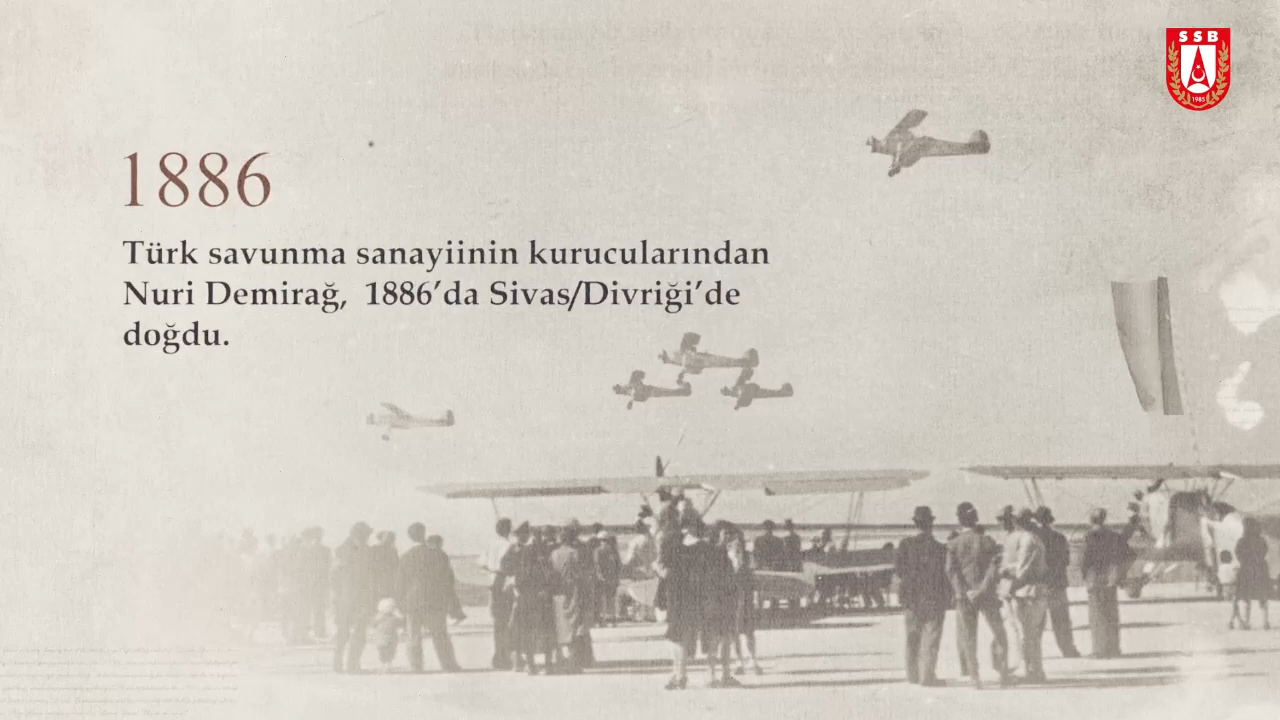 SSB
1985
1886
Türk savunma sanayiinin kurucularından
Nuri Demirağ, 1886’da Sivas/Divriği’de
doğdu.